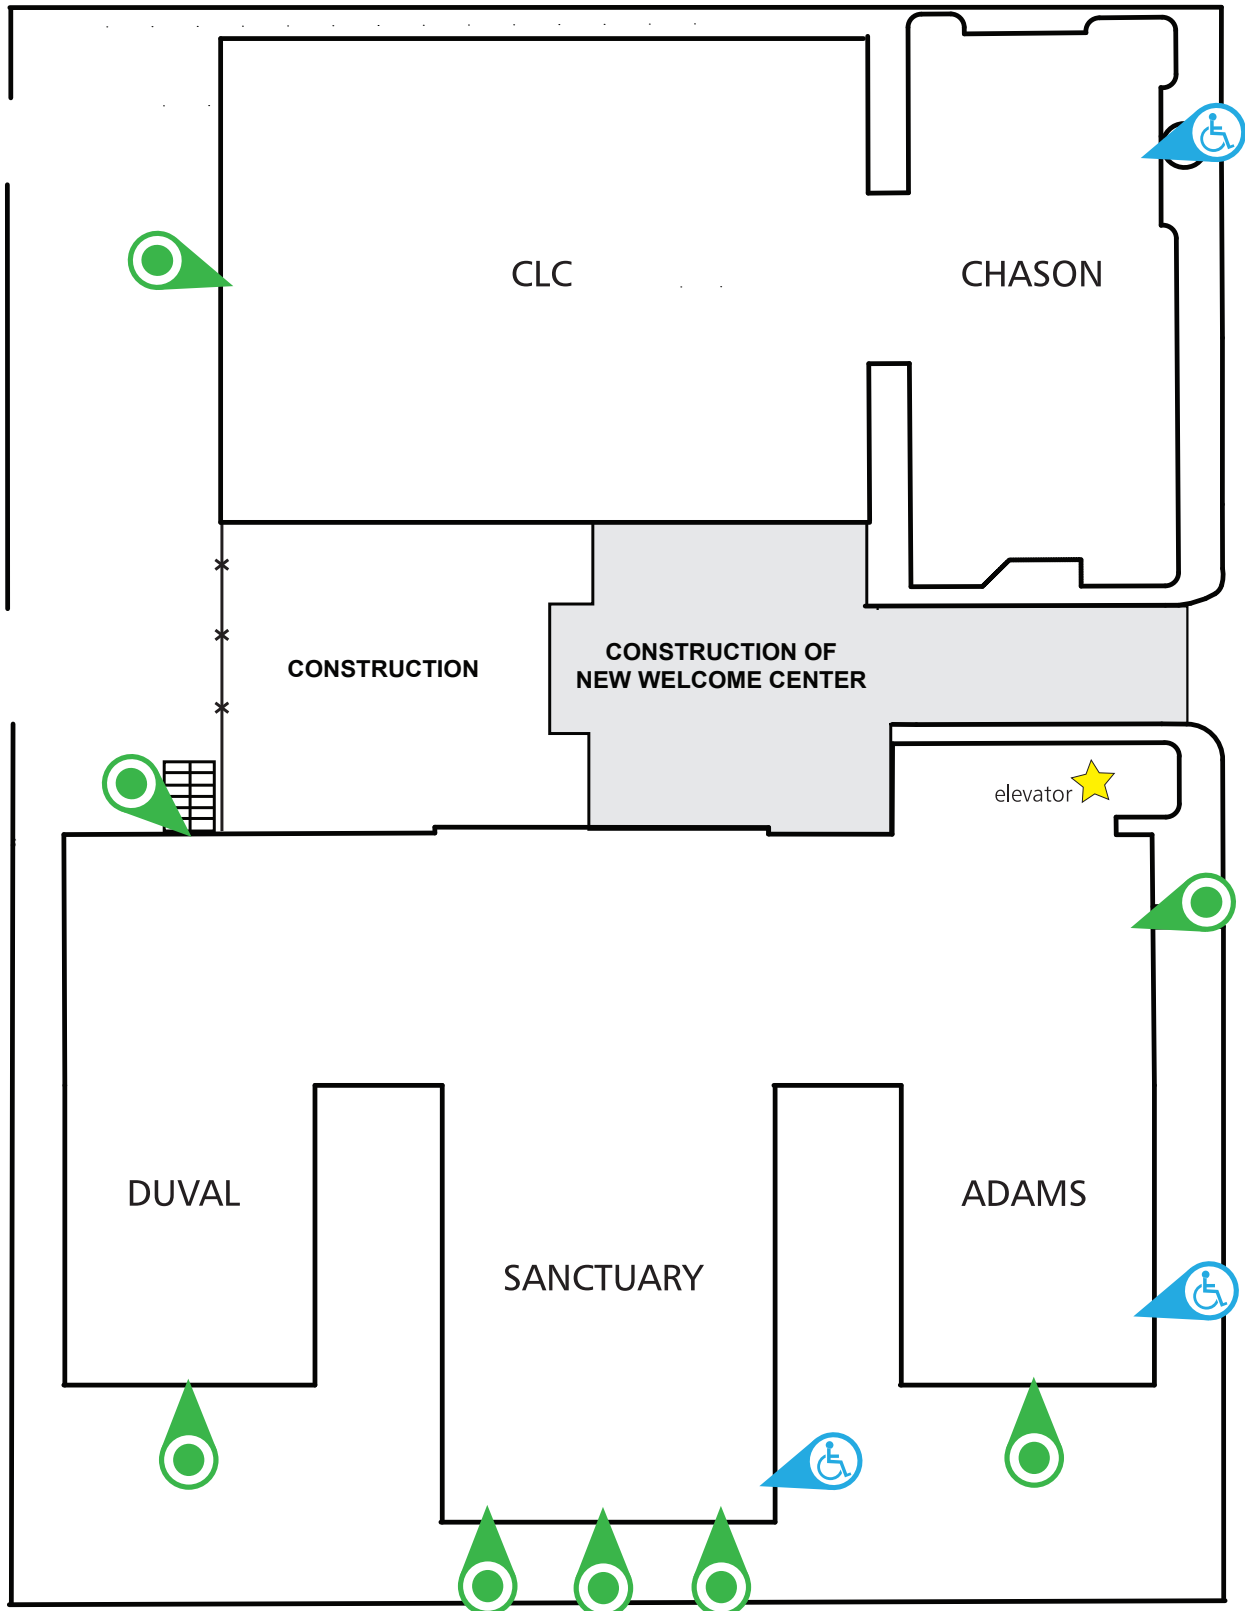 CLC
CHASON
CONSTRUCTION
CONSTRUCTION OF
NEW WELCOME CENTER
elevator
DUVAL
ADAMS
SANCTUARY